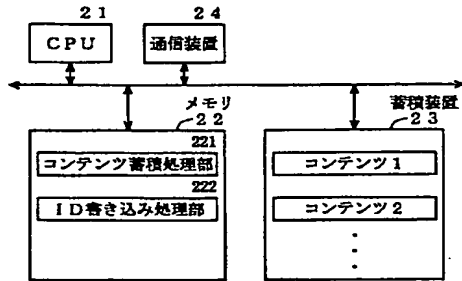 21
CPU
24
通信装置
メモリ
22
221
コンテンツ蓄積処理部
222
ID書き込み処理部
蓄積装置
23
コンテンツ1
コンテンツ2